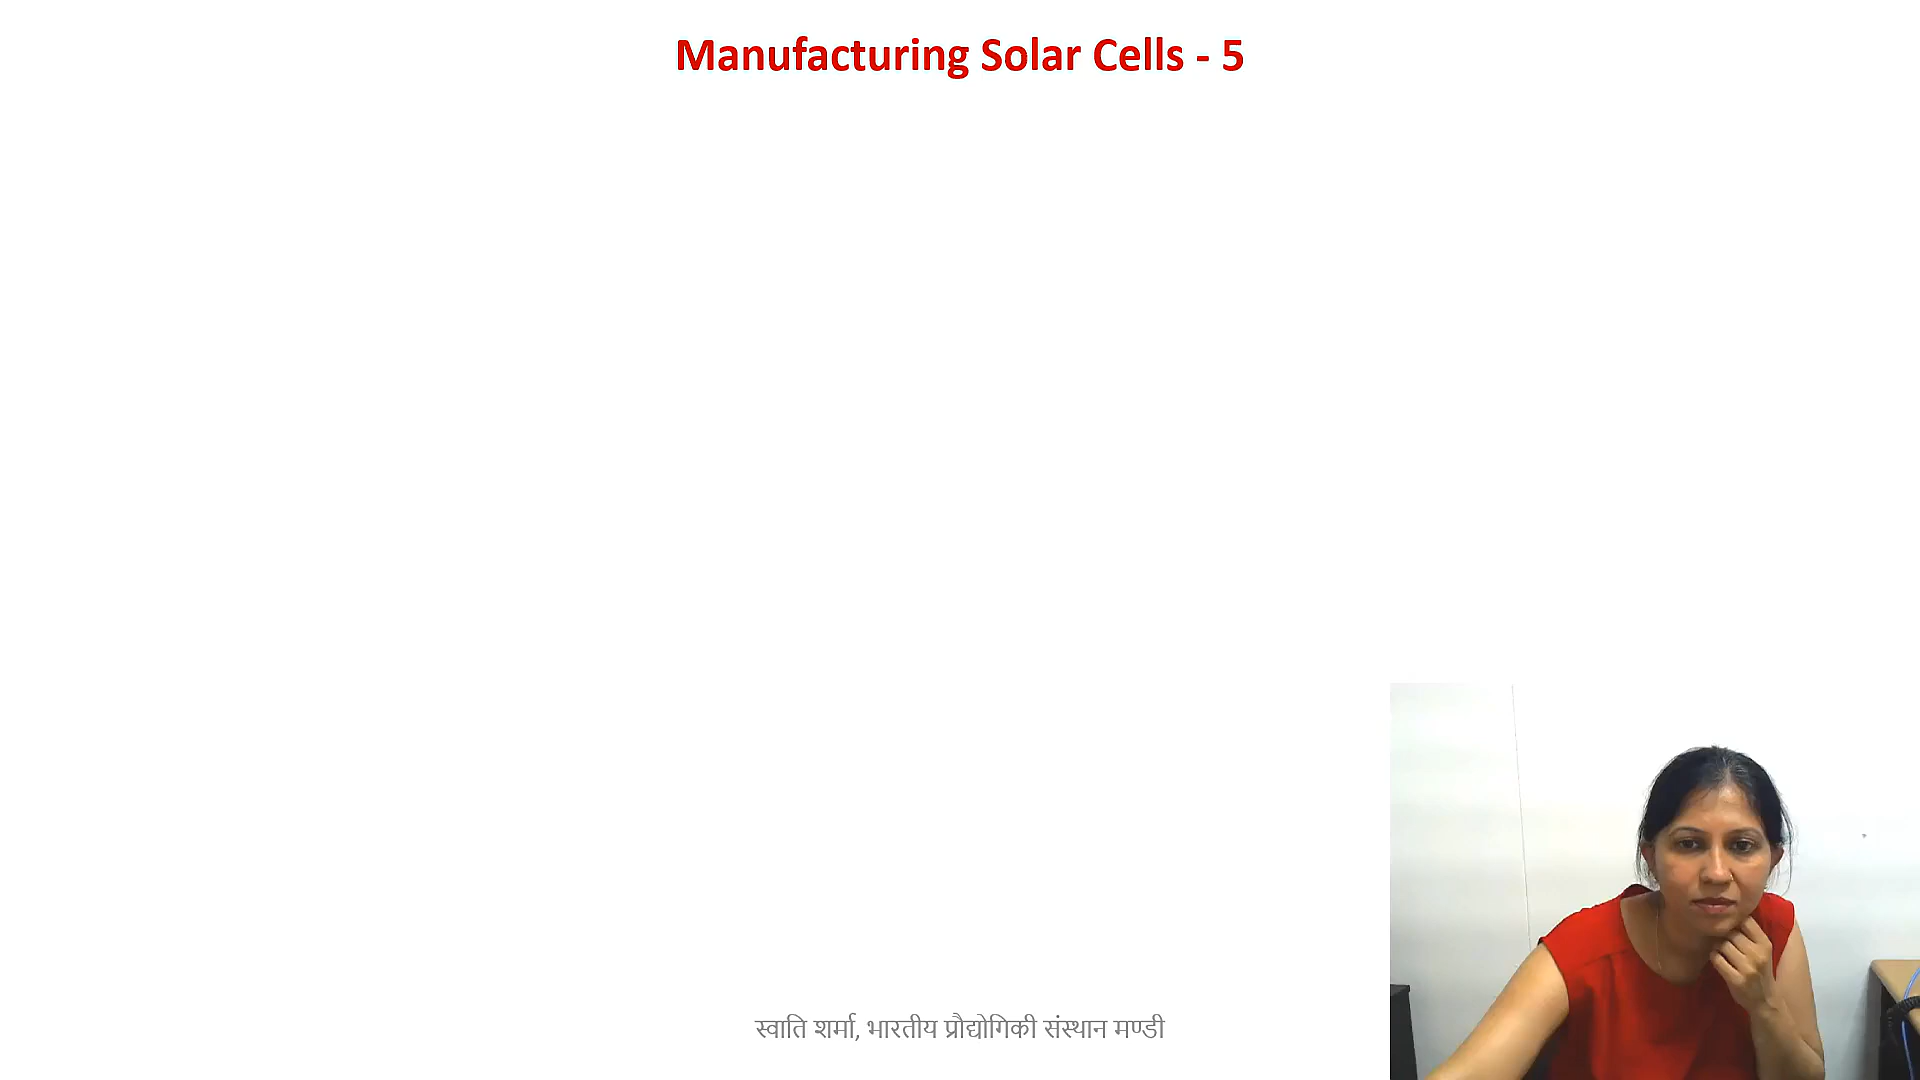 Manufacturing Solar Cells - 5
स्वाति शर्मा, भारतीय प्रौद्योगिकी संस्थान मण्डी